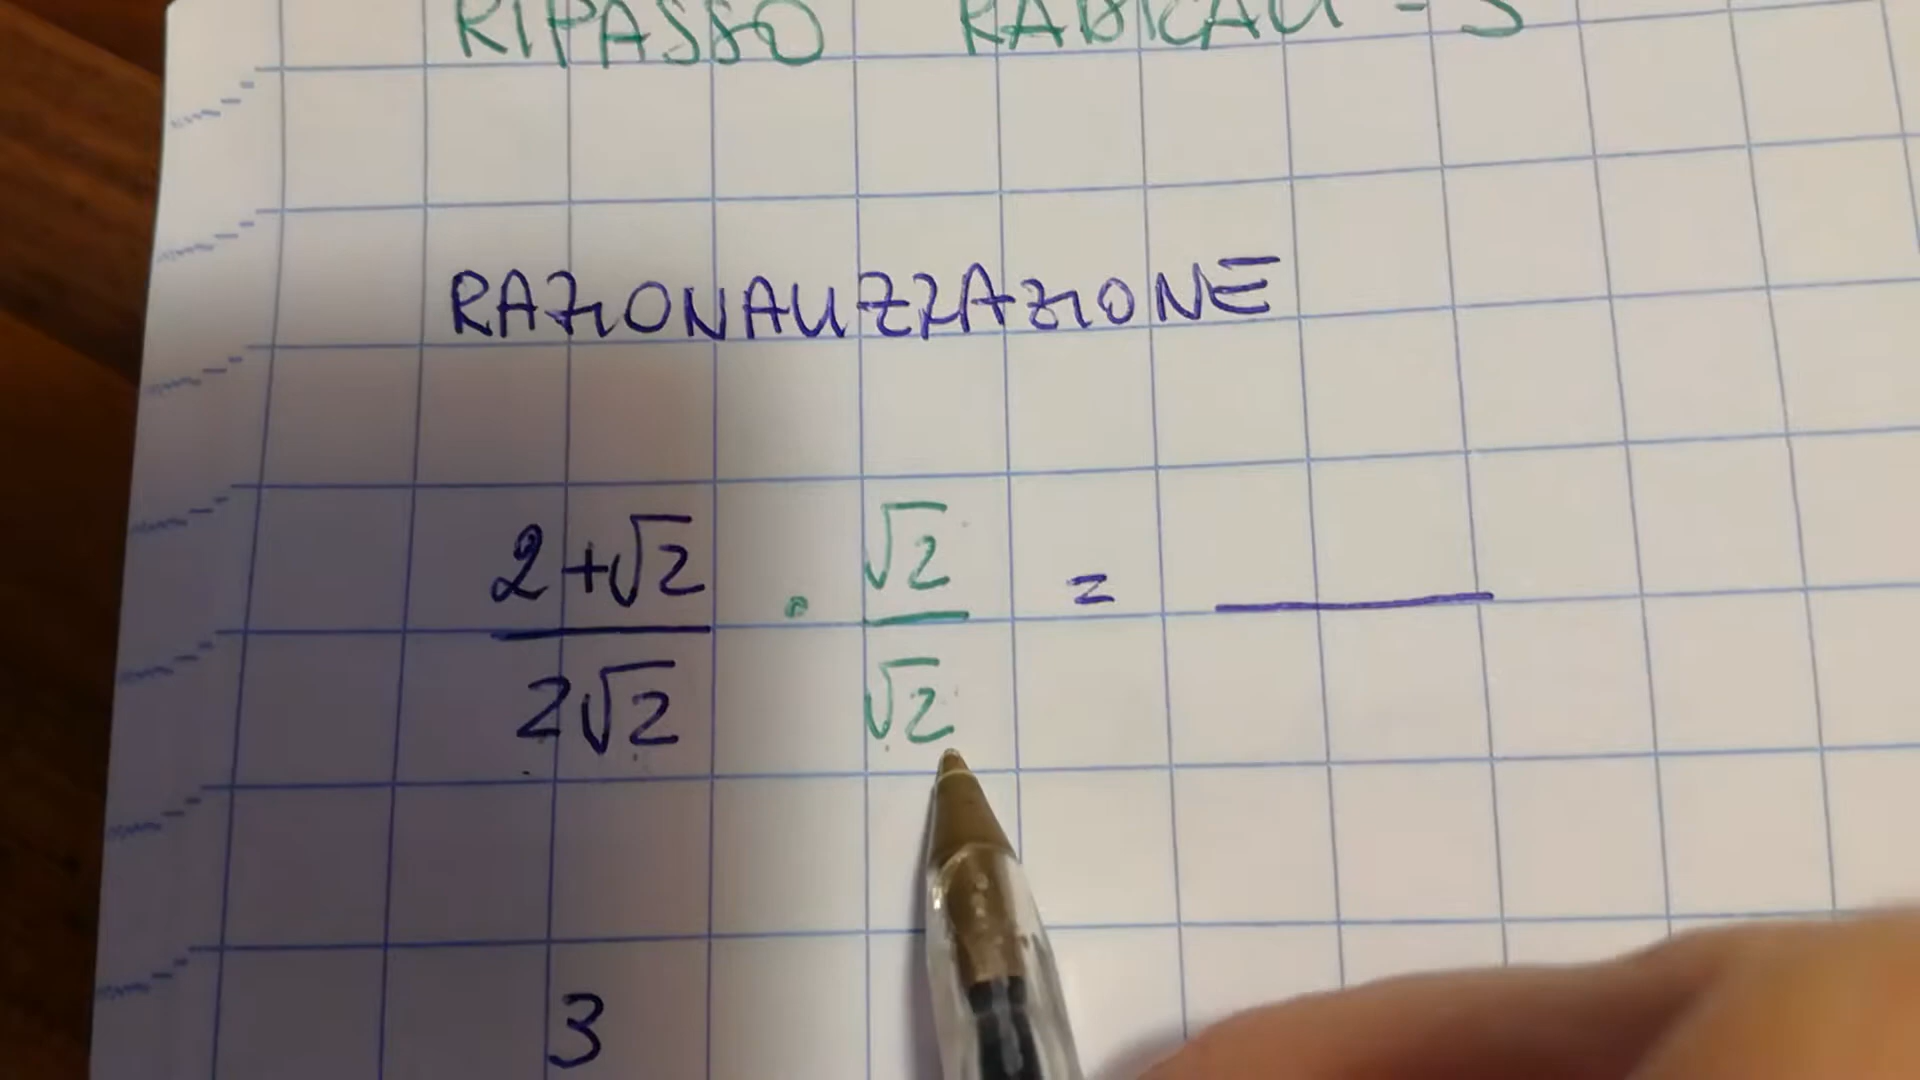 RIPASSO RADICALI - 3
RAZIONALIZZAZIONE
2+√2 / 2√2 · √2 / √2 =
3